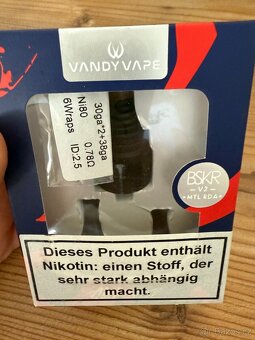 VANDYVAPE
30ga*2+38ga
Ni80 0.78Ω
6Wraps ID:2.5
BSKR
V2
MTL RDA
Dieses Produkt enthält
Nikotin: einen Stoff, der
sehr stark abhängig
macht.